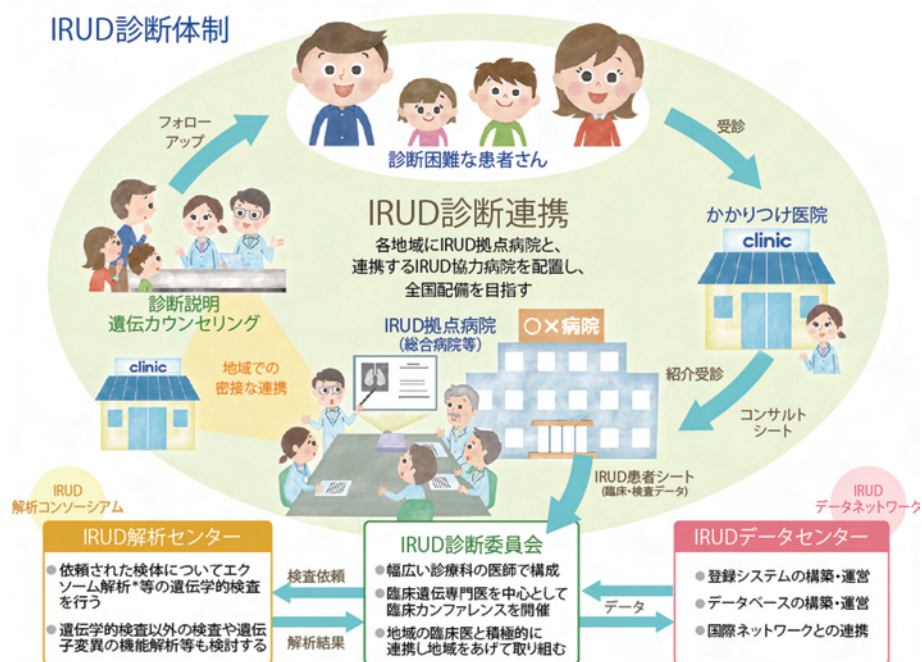 IRUD診断体制
診断困難な患者さん
フォロー
アップ
受診
IRUD診断連携
各地域にIRUD拠点病院と、
連携するIRUD協力病院を配置し、
全国配備を目指す
かかりつけ医院
clinic
診断説明
遺伝カウンセリング
IRUD拠点病院
(総合病院等)
〇×病院
clinic
地域での
密接な連携
紹介受診
コンサルト
シート
IRUD患者シート
(臨床・検査データ)
IRUD
解析コンソーシアム
IRUD
データネットワーク
IRUD解析センター
●依頼された検体についてエク
ソーム解析*等の遺伝学的検査
を行う
●遺伝学的検査以外の検査や遺伝
子変異の機能解析等も検討する
検査依頼
解析結果
IRUD診断委員会
●幅広い診療科の医師で構成
●臨床遺伝専門医を中心として
臨床カンファレンスを開催
●地域の臨床医と積極的に
連携し地域をあげて取り組む
データ
IRUDデータセンター
●登録システムの構築・運営
●データベースの構築・運営
●国際ネットワークとの連携